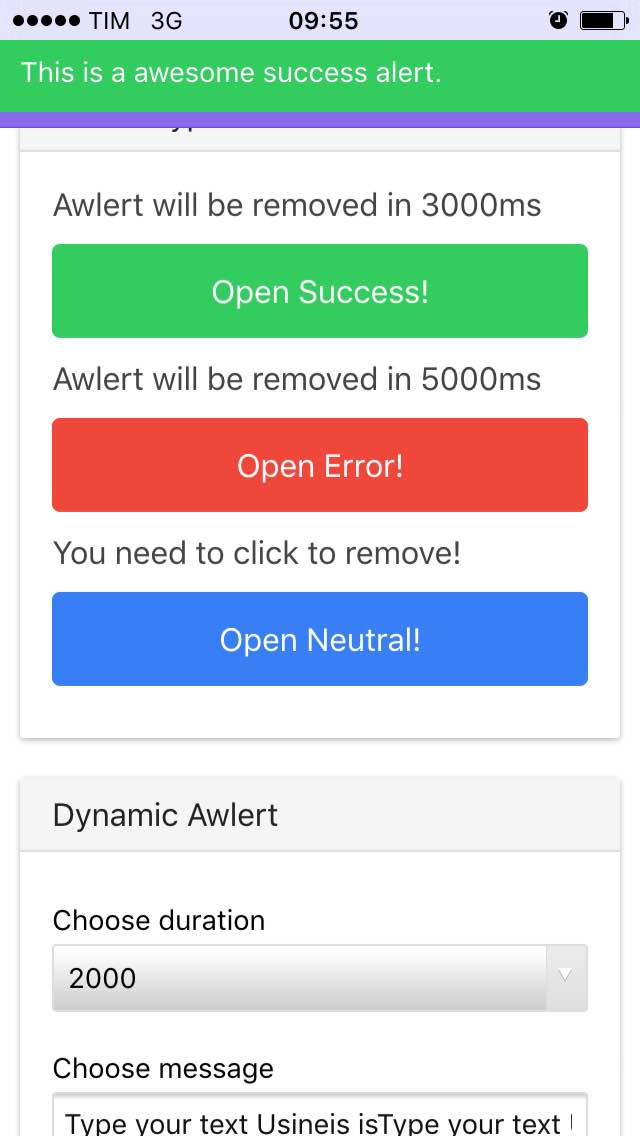 TIM 3G 09:55
This is a awesome success alert.
Awlert will be removed in 3000ms
Open Success!
Awlert will be removed in 5000ms
Open Error!
You need to click to remove!
Open Neutral!
Dynamic Awlert
Choose duration
2000
Choose message
Type your text Usineis isType your text